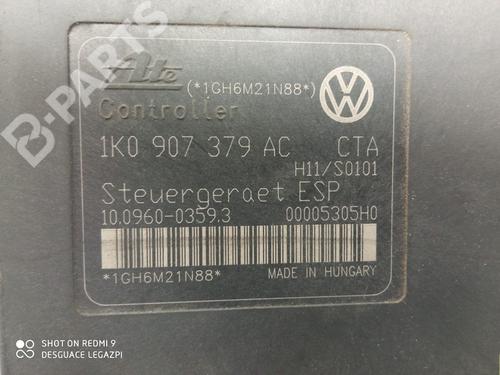 B-PARTS
Ate
(*1GH6M21N88*)
Controller
1K0 907 379 AC CTA
H11/S0101
Steuergeraet ESP
10.0960-0359.3 00005305H0
*1GH6M21N88* MADE IN HUNGARY
SHOT ON REDMI 9
DESGUACE LEGAZPI